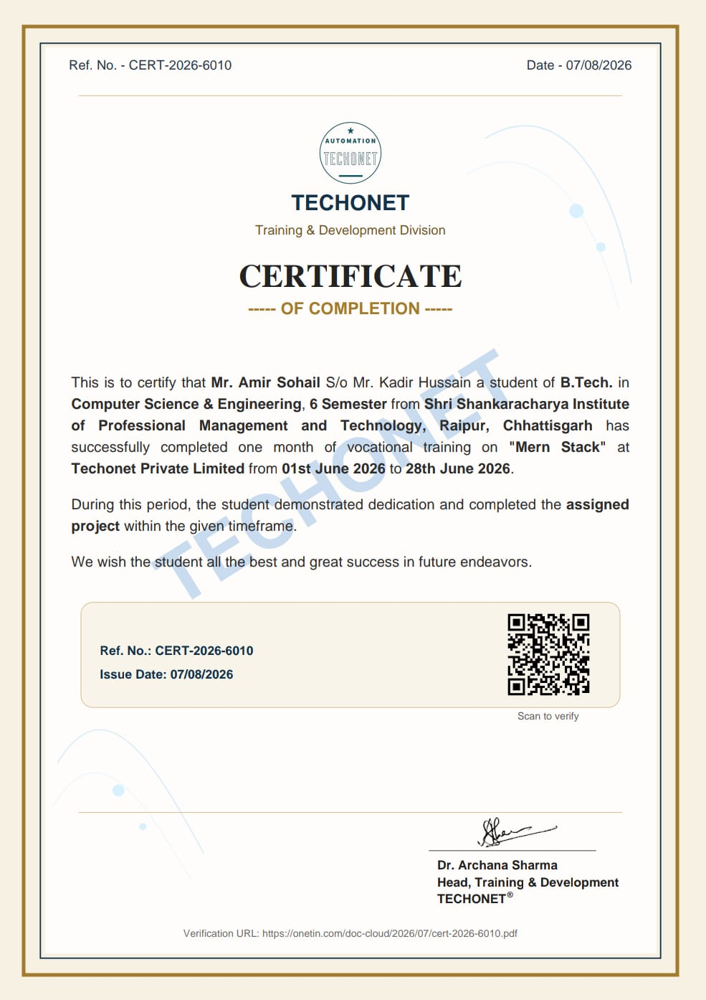 Ref. No. - CERT-2026-6010
Date - 07/08/2026
AUTOMATION
TECHONET
TECHONET
Training & Development Division
CERTIFICATE
----- OF COMPLETION -----
This is to certify that Mr. Amir Sohail S/o Mr. Kadir Hussain a student of B.Tech. in
Computer Science & Engineering, 6 Semester from Shri Shankaracharya Institute
of Professional Management and Technology, Raipur, Chhattisgarh has
successfully completed one month of vocational training on "Mern Stack" at
Techonet Private Limited from 01st June 2026 to 28th June 2026.
During this period, the student demonstrated dedication and completed the assigned
project within the given timeframe.
We wish the student all the best and great success in future endeavors.
TECHONET
Ref. No.: CERT-2026-6010
Issue Date: 07/08/2026
Scan to verify
Dr. Archana Sharma
Head, Training & Development
TECHONET®
Verification URL: https://onetin.com/doc-cloud/2026/07/cert-2026-6010.pdf